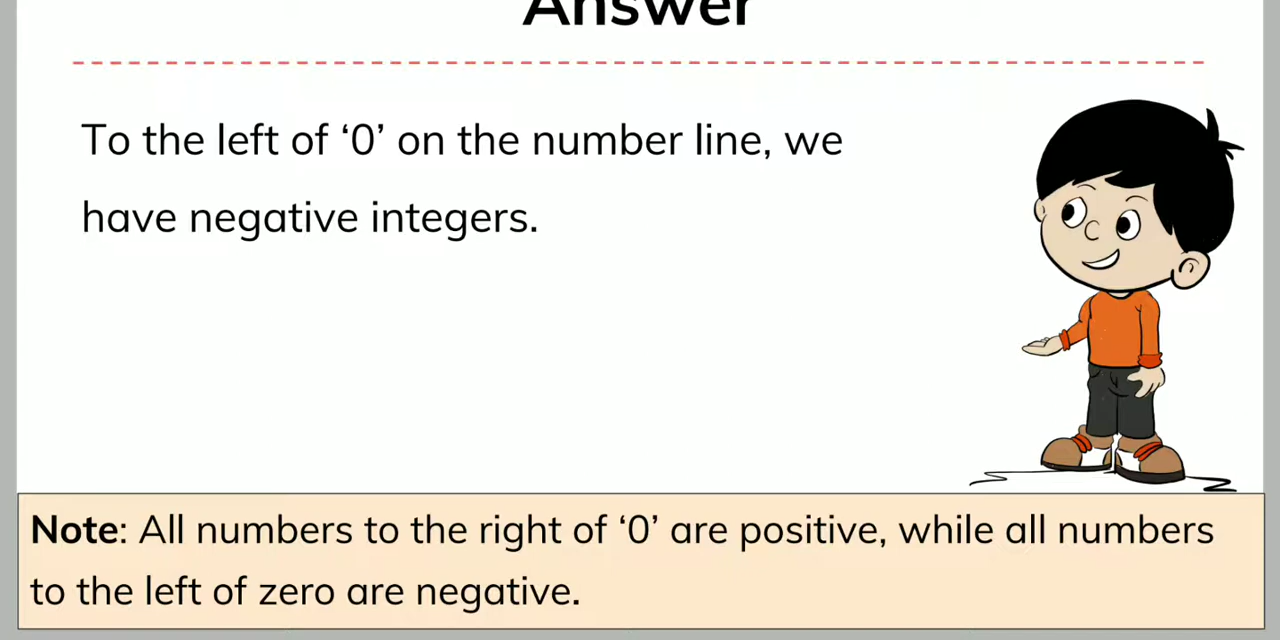 Answer
To the left of ‘0’ on the number line, we
have negative integers.
Note: All numbers to the right of ‘0’ are positive, while all numbers
to the left of zero are negative.